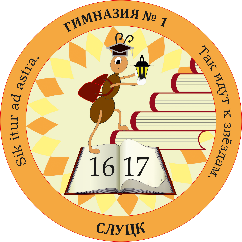 ГИМНАЗИЯ № 1
Sik itur ad astra.
Так идут к звёздам.
16 17
СЛУЦК